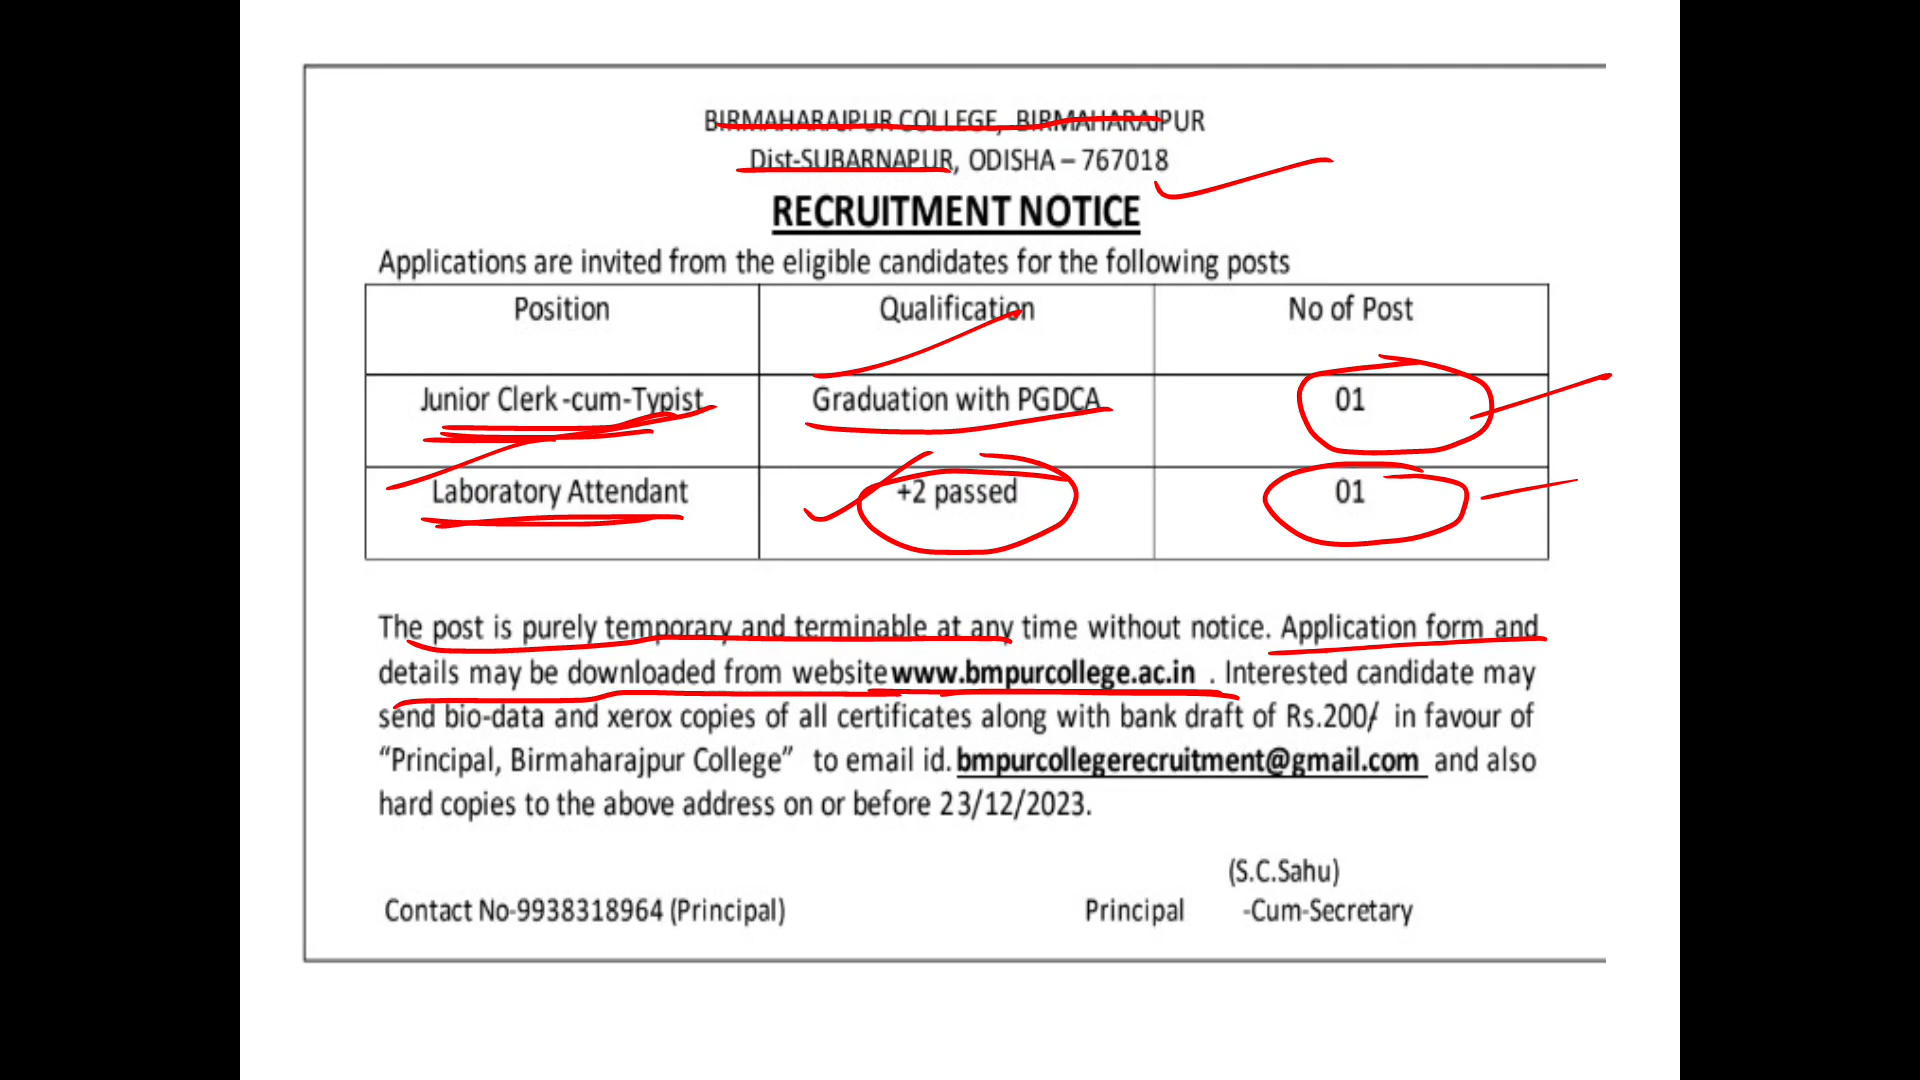 BIRMAHARAJPUR COLLEGE, BIRMAHARAJPUR
Dist-SUBARNAPUR, ODISHA – 767018
RECRUITMENT NOTICE
Applications are invited from the eligible candidates for the following posts
Position Qualification No of Post
Junior Clerk-cum-Typist Graduation with PGDCA 01
Laboratory Attendant +2 passed 01
The post is purely temporary and terminable at any time without notice. Application form and
details may be downloaded from website www.bmpurcollege.ac.in . Interested candidate may
send bio-data and xerox copies of all certificates along with bank draft of Rs.200/ in favour of
“Principal, Birmaharajpur College” to email id. bmpurcollegerecruitment@gmail.com and also
hard copies to the above address on or before 23/12/2023.
(S.C.Sahu)
Contact No-9938318964 (Principal) Principal -Cum-Secretary